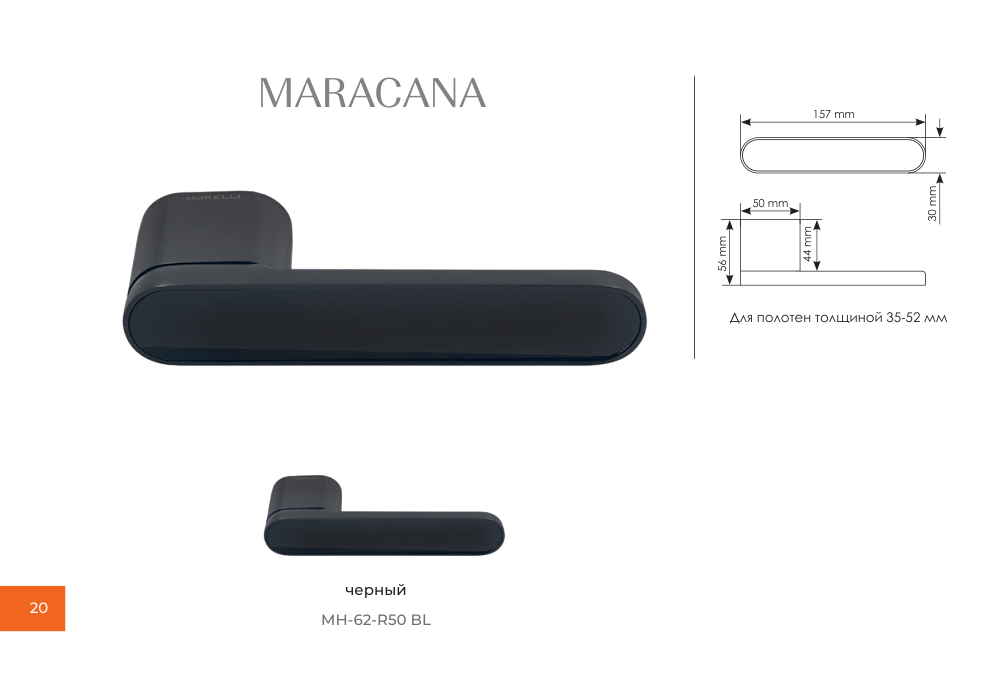 MARACANA
MORELLI
157 mm
30 mm
50 mm
56 mm
44 mm
Для полотен толщиной 35-52 мм
черный
MH-62-R50 BL
20